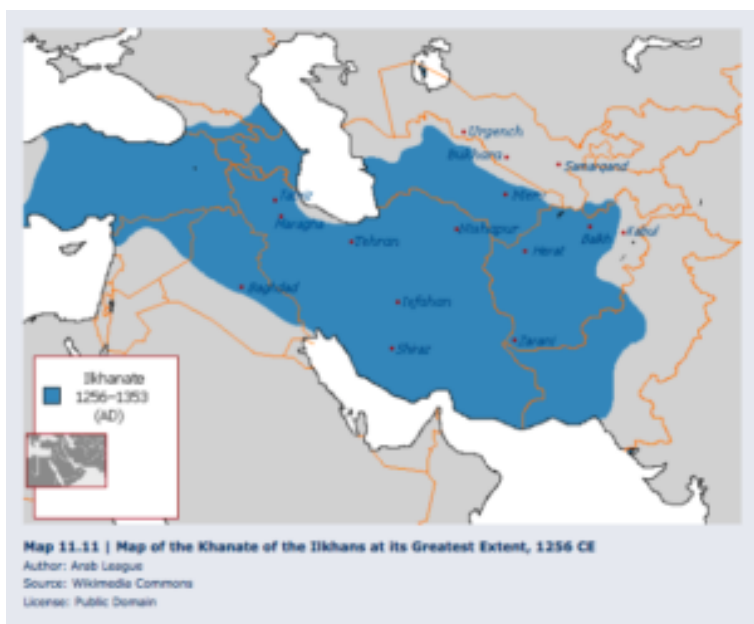 Urgench
Bukhara
Samarqand
Merv
Tabriz
Maragha
Nishapur
Balkh
Kabul
Tehran
Herat
Baghdad
Isfahan
Shiraz
Zaranj
Ilkhanate
1256–1353
(AD)
Map 11.11 | Map of the Khanate of the Ilkhans at its Greatest Extent, 1256 CE
Author: Arab League
Source: Wikimedia Commons
License: Public Domain